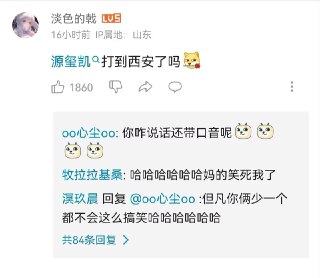 淡色的戟 LV5
16小时前 IP属地：山东
源玺凯打到西安了吗
1860
oo心尘oo：你咋说话还带口音呢
牧拉拉基桑：哈哈哈哈哈哈妈的笑死我了
溟玖晨 回复 @oo心尘oo :但凡你俩少一个
都不会这么搞笑哈哈哈哈哈哈
共84条回复 >